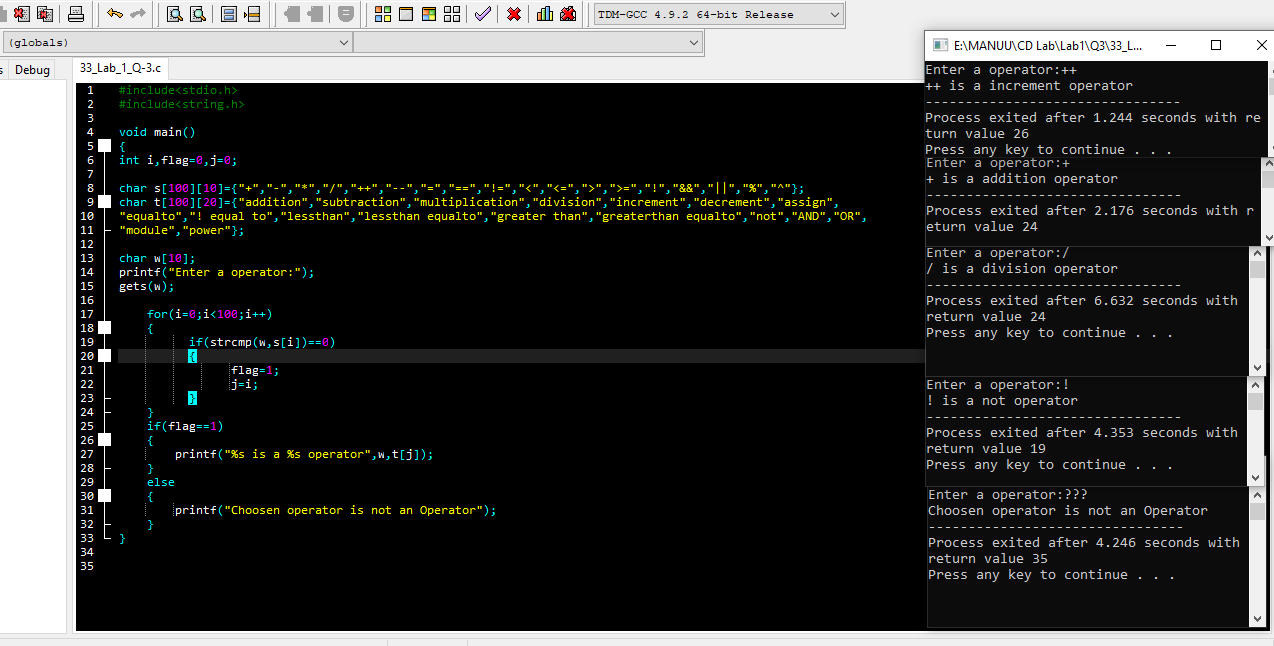 TDM-GCC 4.9.2 64-bit Release
(globals)
s Debug 33_Lab_1_Q-3.c
1 #include<stdio.h>
2 #include<string.h>
3
4 void main()
5 {
6 int i,flag=0,j=0;
7
8 char s[100][10]={"+","-","*","/","++","--","=","==","!=","<","<=",">",">=","!","&&","||","%","^"};
9 char t[100][20]={"addition","subtraction","multiplication","division","increment","decrement","assign",
10 "equalto","! equal to","lessthan","lessthan equalto","greater than","greaterthan equalto","not","AND","OR",
11 "module","power"};
12
13 char w[10];
14 printf("Enter a operator:");
15 gets(w);
16
17 for(i=0;i<100;i++)
18 {
19 if(strcmp(w,s[i])==0)
20 {
21 flag=1;
22 j=i;
23 }
24 }
25 if(flag==1)
26 {
27 printf("%s is a %s operator",w,t[j]);
28 }
29 else
30 {
31 printf("Choosen operator is not an Operator");
32 }
33 }
34
35
E:\MANUU\CD Lab\Lab1\Q3\33_L...
Enter a operator:++
++ is a increment operator
--------------------------------
Process exited after 1.244 seconds with re
turn value 26
Press any key to continue . . .
Enter a operator:+
+ is a addition operator
--------------------------------
Process exited after 2.176 seconds with r
eturn value 24
Enter a operator:/
/ is a division operator
--------------------------------
Process exited after 6.632 seconds with
return value 24
Press any key to continue . . .
Enter a operator:!
! is a not operator
--------------------------------
Process exited after 4.353 seconds with
return value 19
Press any key to continue . . .
Enter a operator:???
Choosen operator is not an Operator
--------------------------------
Process exited after 4.246 seconds with
return value 35
Press any key to continue . . .